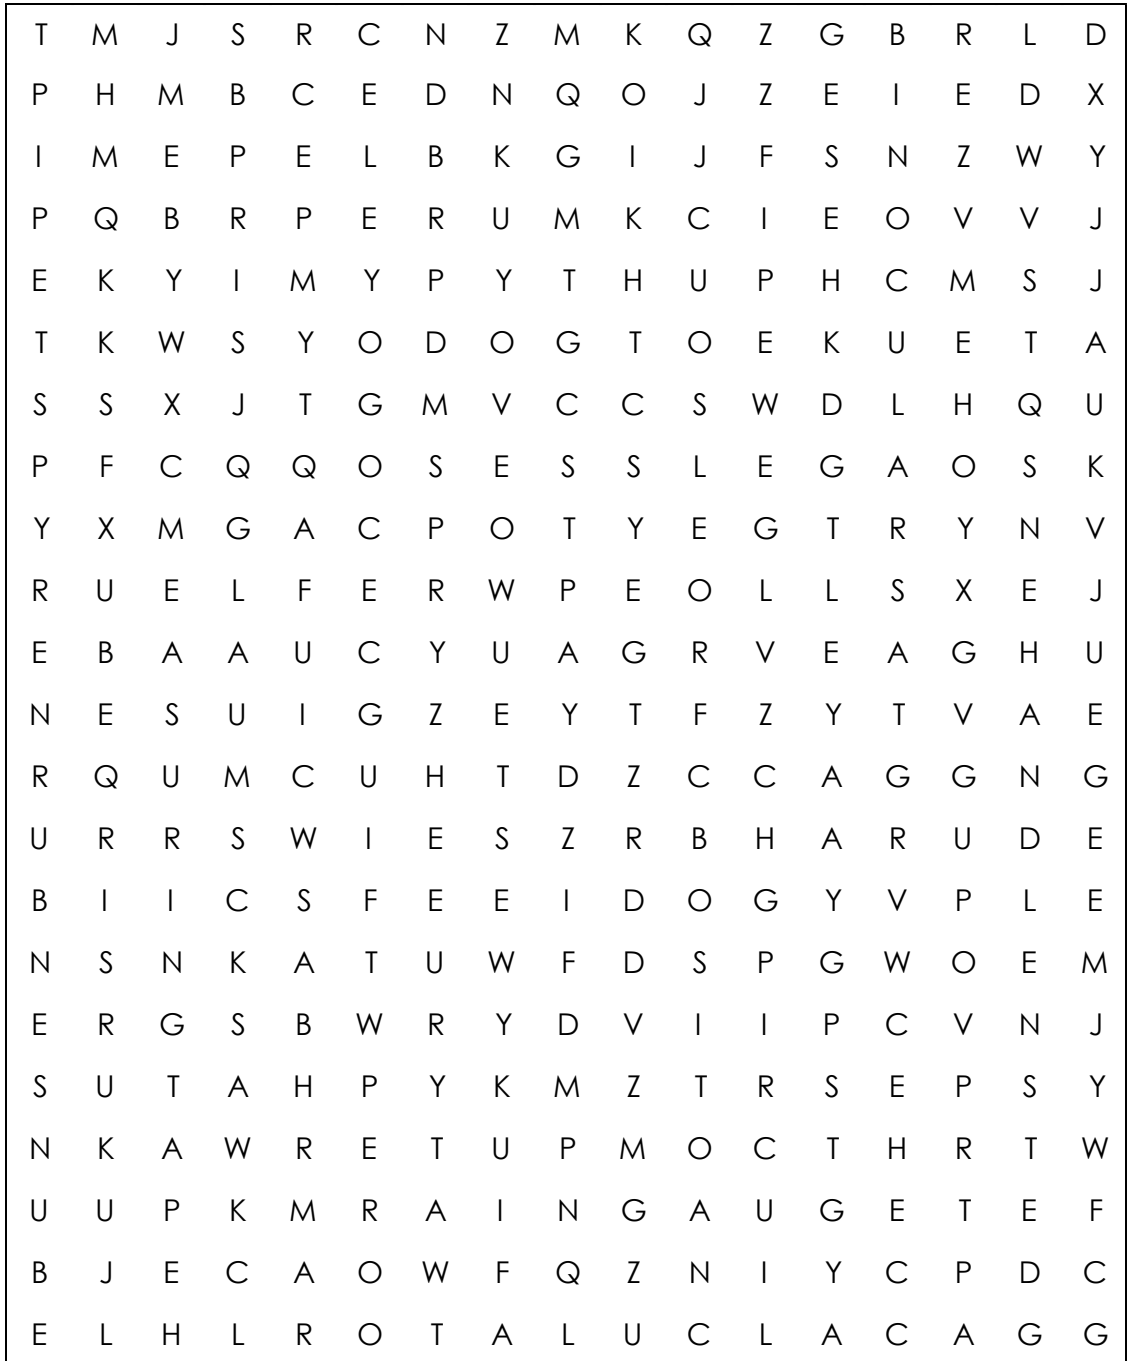 T M J S R C N Z M K Q Z G B R L D
P H M B C E D N Q O J Z E I E D X
I M E P E L B K G I J F S N Z W Y
P Q B R P E R U M K C I E O V V J
E K Y I M Y P Y T H U P H C M S J
T K W S Y O D O G T O E K U E T A
S S X J T G M V C C S W D L H Q U
P F C Q Q O S E S S L E G A O S K
Y X M G A C P O T Y E G T R Y N V
R U E L F E R W P E O L L S X E J
E B A A U C Y U A G R V E A G H U
N E S U I G Z E Y T F Z Y T V A E
R Q U M C U H T D Z C C A G G N G
U R R S W I E S Z R B H A R U D E
B I I C S F E E I D O G Y V P L E
N S N K A T U W F D S P G W O E M
E R G S B W R Y D V I I P C V N J
S U T A H P Y K M Z T R S E P S Y
N K A W R E T U P M O C T H R T W
U U P K M R A I N G A U G E T E F
B J E C A O W F Q Z N I Y C P D C
E L H L R O T A L U C L A C A G G